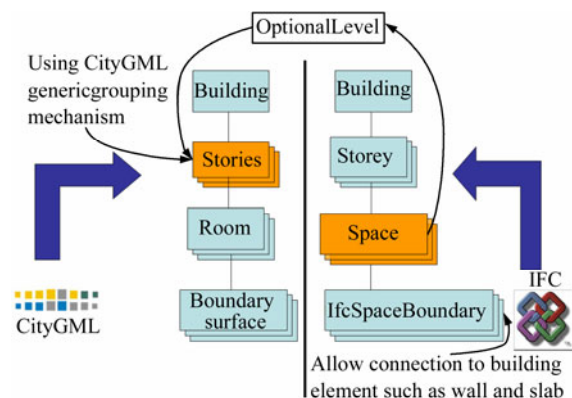 OptionalLevel
Using CityGML
genericgrouping
mechanism
Building
Stories
Room
Boundary
surface
CityGML
Building
Storey
Space
IfcSpaceBoundary
IFC
Allow connection to building
element such as wall and slab